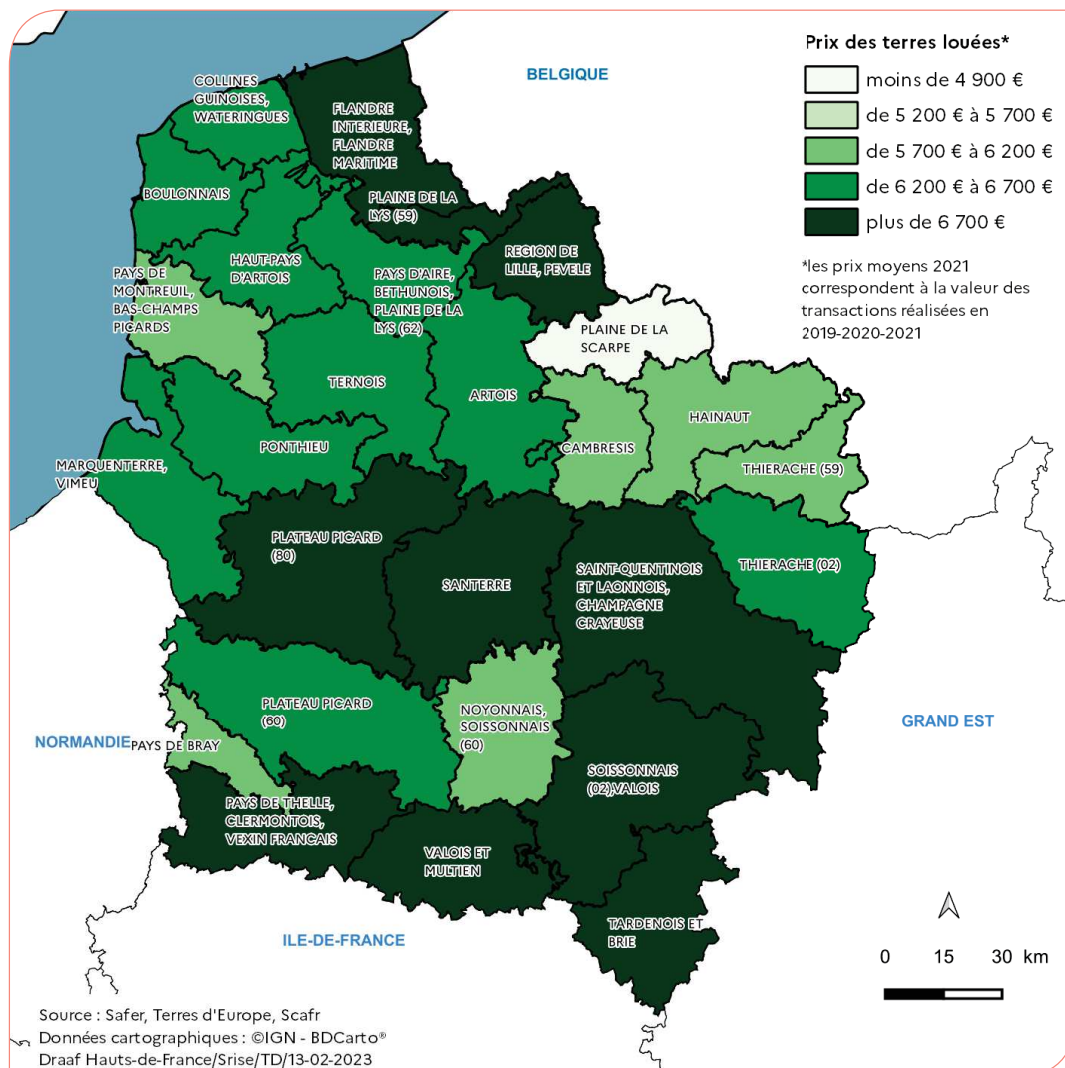 Prix des terres louées*
moins de 4 900 €
de 5 200 € à 5 700 €
de 5 700 € à 6 200 €
de 6 200 € à 6 700 €
plus de 6 700 €
*les prix moyens 2021
correspondent à la valeur des
transactions réalisées en
2019-2020-2021
BELGIQUE
COLLINES
GUINOISES,
WATERINGUES
FLANDRE
INTERIEURE,
FLANDRE
MARITIME
BOULONNAIS
PLAINE DE LA
LYS (59)
REGION DE
LILLE, PEVELE
HAUT-PAYS
D'ARTOIS
PAYS DE
MONTREUIL,
BAS-CHAMPS
PICARDS
PAYS D'AIRE,
BETHUNOIS,
PLAINE DE LA
LYS (62)
PLAINE DE LA
SCARPE
TERNOIS
ARTOIS
HAINAUT
PONTHIEU
CAMBRESIS
THIERACHE (59)
MARQUENTERRE,
VIMEU
PLATEAU PICARD
(80)
SANTERRE
SAINT-QUENTINOIS
ET LAONNOIS,
CHAMPAGNE
CRAYEUSE
THIERACHE (02)
PLATEAU PICARD
(60)
NOYONNAIS,
SOISSONNAIS
(60)
GRAND EST
NORMANDIE
PAYS DE BRAY
SOISSONNAIS
(02),VALOIS
PAYS DE THELLE,
CLERMONTOIS,
VEXIN FRANCAIS
VALOIS ET
MULTIEN
TARDENOIS ET
BRIE
ILE-DE-FRANCE
0 15 30 km
Source : Safer, Terres d'Europe, Scafr
Données cartographiques : ©IGN - BDCarto®
Draaf Hauts-de-France/Srise/TD/13-02-2023